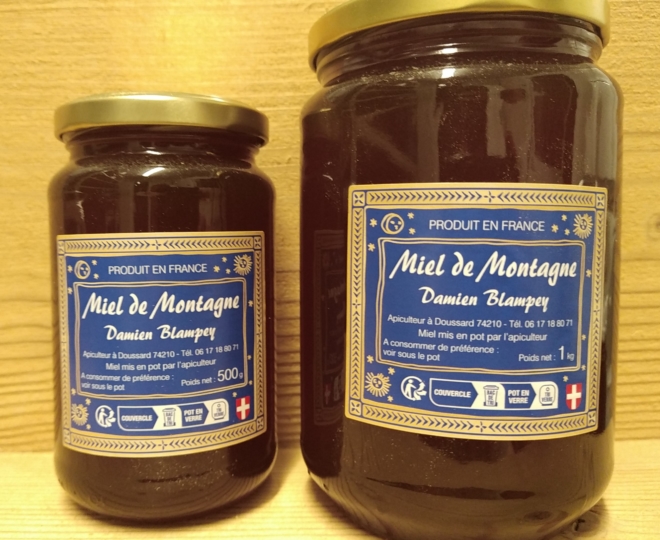 PRODUIT EN FRANCE
Miel de Montagne
Damien Blampey
Apiculteur à Doussard 74210 - Tél. 06 17 18 80 71
Miel mis en pot par l'apiculteur
A consommer de préférence :
voir sous le pot
Poids net : 500 g
COUVERCLE
POT EN
VERRE
PRODUIT EN FRANCE
Miel de Montagne
Damien Blampey
Apiculteur à Doussard 74210 - Tél. 06 17 18 80 71
Miel mis en pot par l'apiculteur
A consommer de préférence :
voir sous le pot
Poids net : 1 kg
COUVERCLE
BAC
DE
TRI
POT EN
VERRE